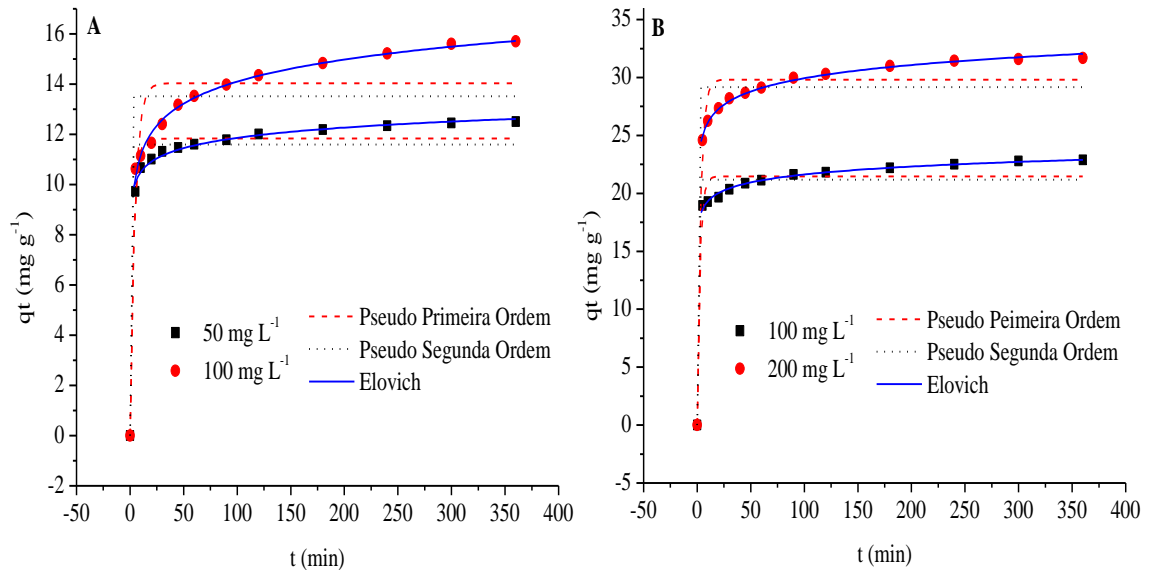 A
16
14
12
10
8
6
4
2
0
-2
qt (mg g⁻¹)
50 mg L⁻¹
100 mg L⁻¹
Pseudo Primeira Ordem
Pseudo Segunda Ordem
Elovich
-50 0 50 100 150 200 250 300 350 400
t (min)
B
35
30
25
20
15
10
5
0
-5
qt (mg g⁻¹)
100 mg L⁻¹
200 mg L⁻¹
Pseudo Peimeira Ordem
Pseudo Segunda Ordem
Elovich
-50 0 50 100 150 200 250 300 350 400
t (min)